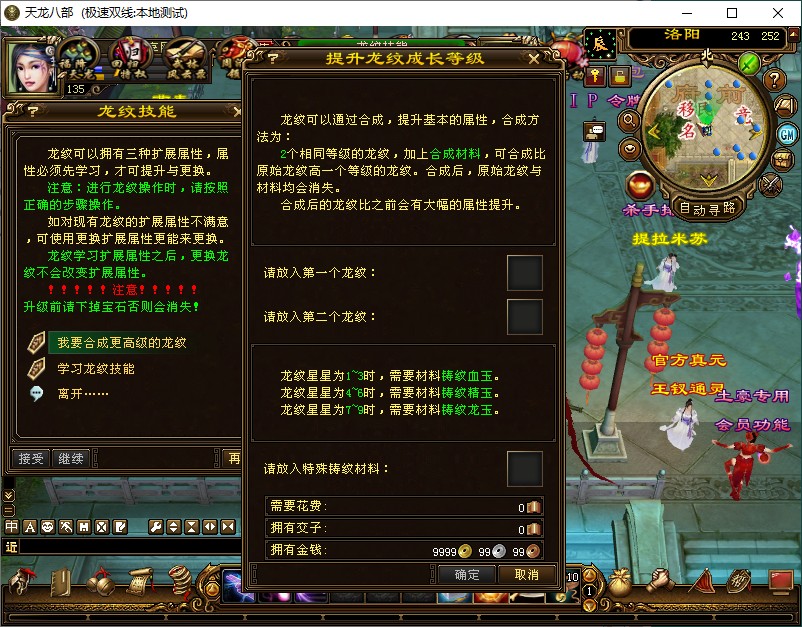 天龙八部 (极速双线:本地测试)
洛阳
243 252
北
辰
135
龙纹技能
龙纹可以拥有三种扩展属性，属
性必须先学习，才可提升与更换。
注意：进行龙纹操作时，请按照
正确的步骤操作。
如对现有龙纹的扩展属性不满意
，可使用更换扩展属性更能来更换。
龙纹学习扩展属性之后，更换龙
纹不会改变扩展属性。
！！！！！注意！！！！！
升级前请下掉宝石否则会消失！
我要合成更高级的龙纹
学习龙纹技能
离开……
接受
继续
再
提升龙纹成长等级
龙纹可以通过合成，提升基本的属性，合成方
法为：
2个相同等级的龙纹，加上合成材料，可合成比
原始龙纹高一个等级的龙纹。合成后，原始龙纹与
材料均会消失。
合成后的龙纹比之前会有大幅的属性提升。
请放入第一个龙纹：
请放入第二个龙纹：
龙纹星星为1~3时，需要材料铸纹血玉。
龙纹星星为4~6时，需要材料铸纹精玉。
龙纹星星为7~9时，需要材料铸纹龙玉。
请放入特殊铸纹材料：
需要花费：
0
拥有交子：
0
拥有金钱：
9999 99 99
确定
取消
GM
自动寻路
提拉米苏
官方真元
王钗通灵
土豪专用
会员功能
近
10
1